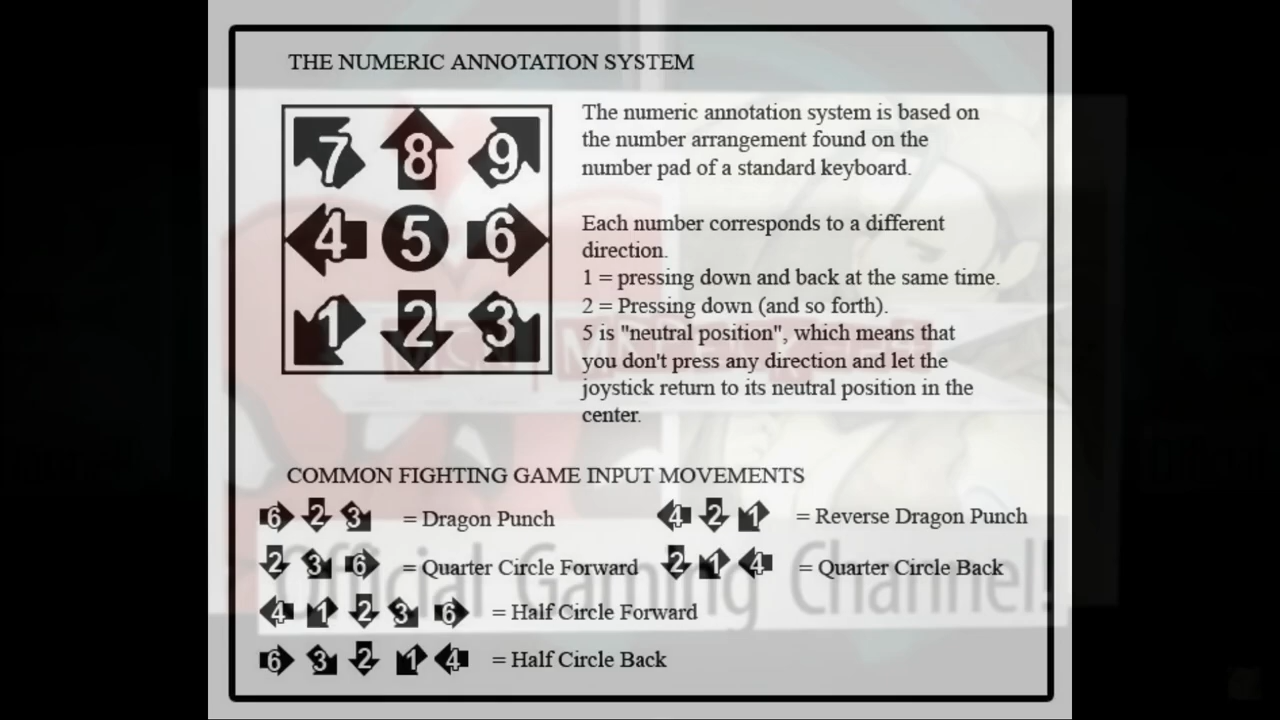 THE NUMERIC ANNOTATION SYSTEM
7 8 9
4 5 6
1 2 3
The numeric annotation system is based on
the number arrangement found on the
number pad of a standard keyboard.
Each number corresponds to a different
direction.
1 = pressing down and back at the same time.
2 = Pressing down (and so forth).
5 is "neutral position", which means that
you don't press any direction and let the
joystick return to its neutral position in the
center.
COMMON FIGHTING GAME INPUT MOVEMENTS
6 2 3 = Dragon Punch
4 2 1 = Reverse Dragon Punch
2 3 6 = Quarter Circle Forward
2 1 4 = Quarter Circle Back
4 1 2 3 6 = Half Circle Forward
6 3 2 1 4 = Half Circle Back
Official Gaming Channel!